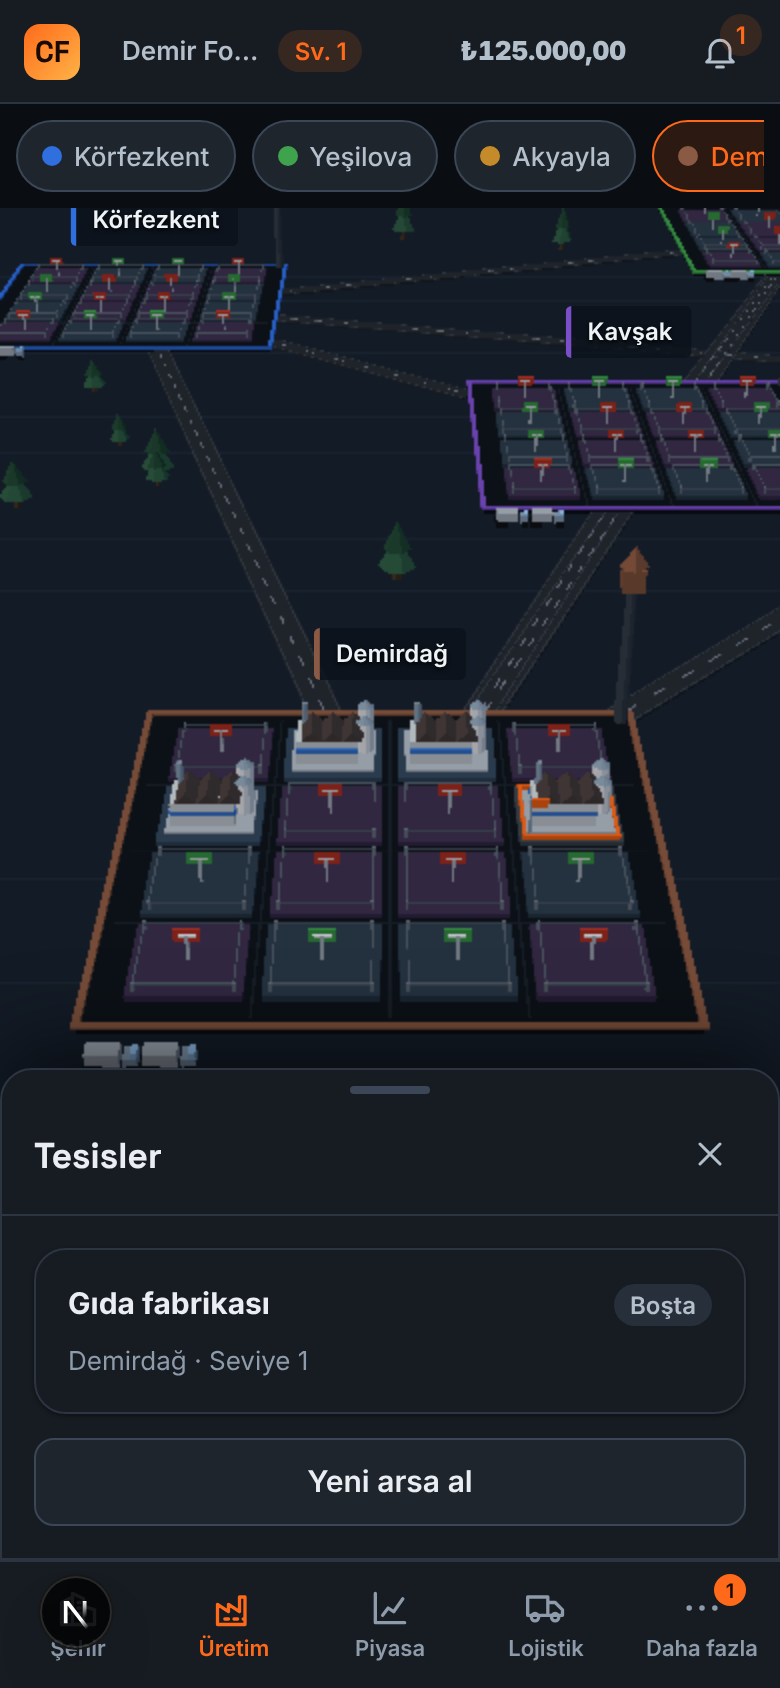 CF
Demir Fo...
Sv. 1
₺125.000,00
1
Körfezkent
Yeşilova
Akyayla
Dem
Körfezkent
Kavşak
Demirdağ
Tesisler
Gıda fabrikası
Boşta
Demirdağ · Seviye 1
Yeni arsa al
N
1
Şehir
Üretim
Piyasa
Lojistik
Daha fazla